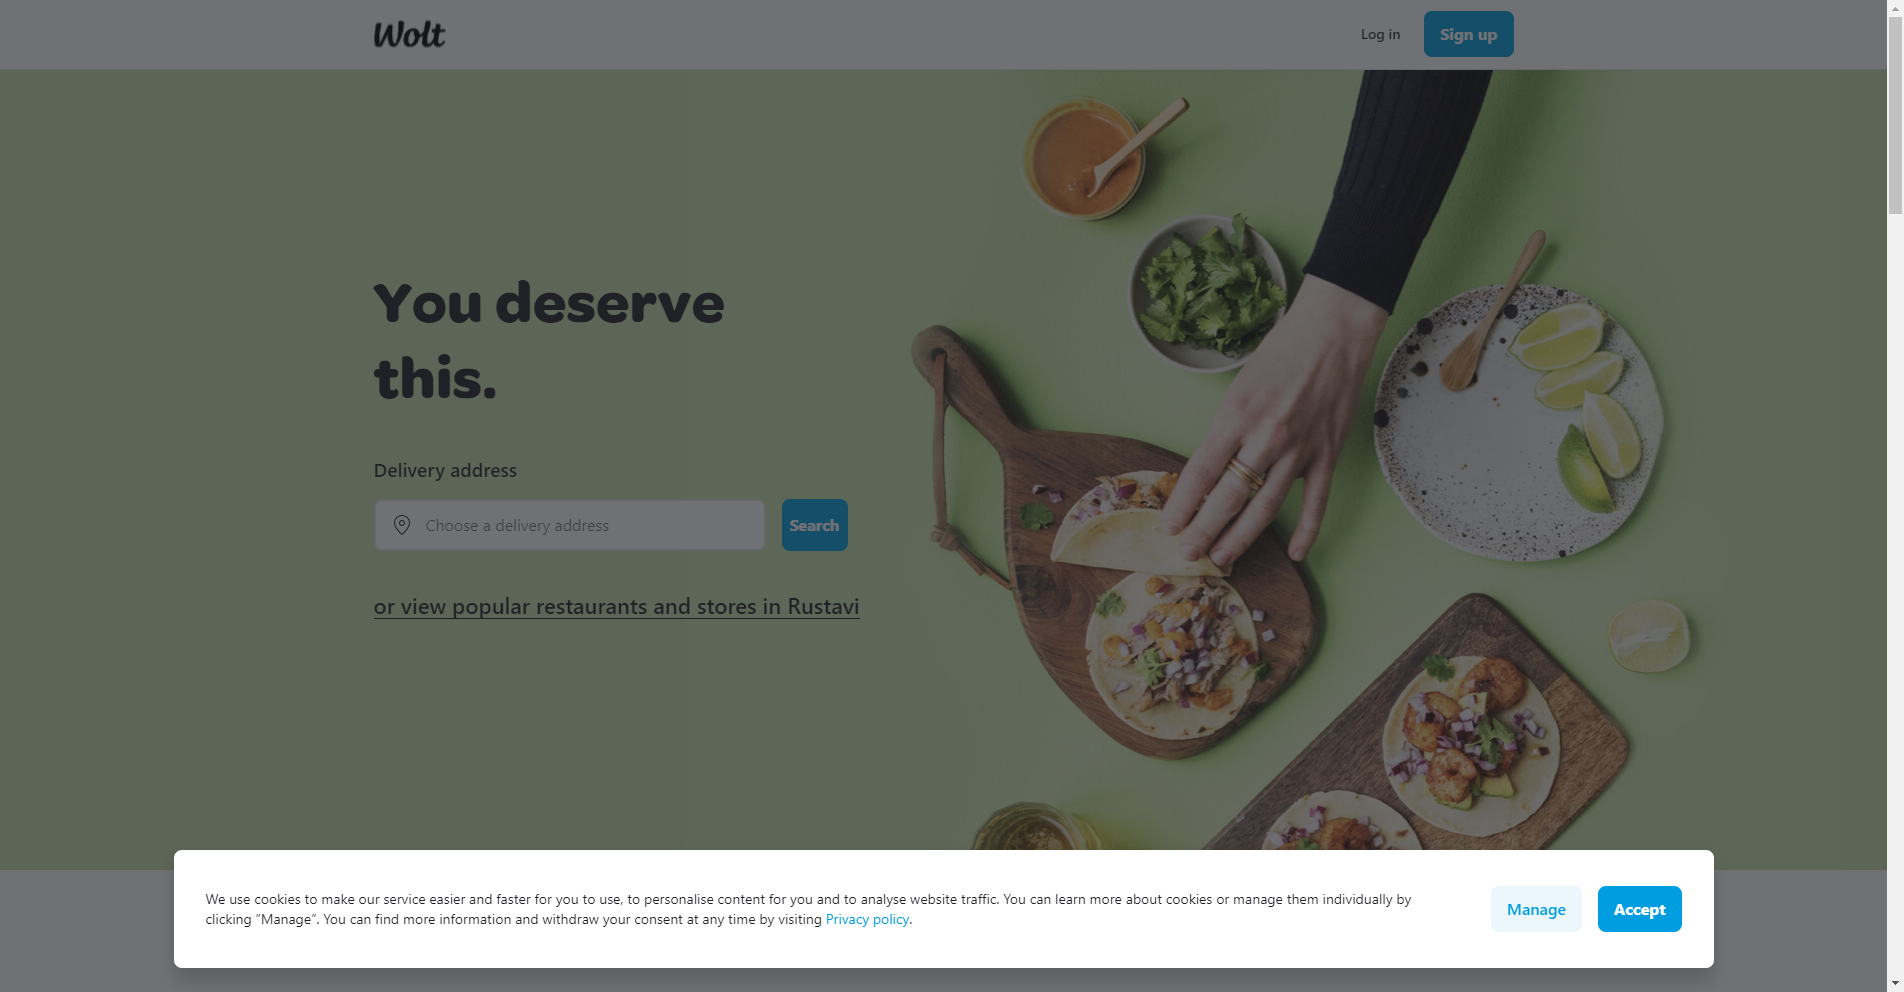 Wolt
Log in
Sign up
You deserve
this.
Delivery address
Choose a delivery address
Search
or view popular restaurants and stores in Rustavi
We use cookies to make our service easier and faster for you to use, to personalise content for you and to analyse website traffic. You can learn more about cookies or manage them individually by
clicking “Manage”. You can find more information and withdraw your consent at any time by visiting Privacy policy.
Manage
Accept